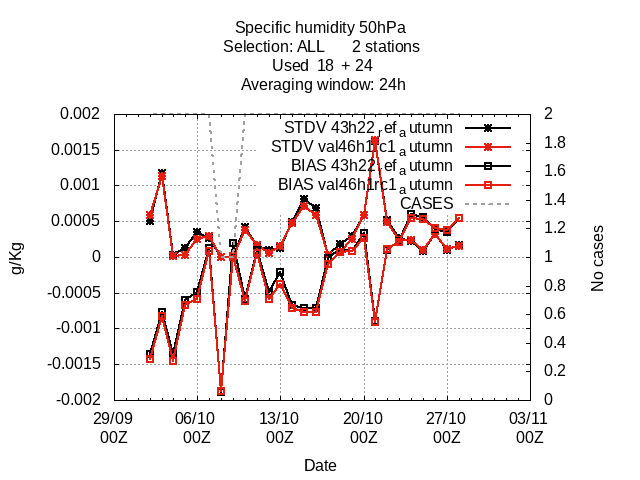 Specific humidity 50hPa
Selection: ALL 2 stations
Used 18 + 24
Averaging window: 24h
STDV 43h22_ref_autumn
STDV val46h1rc1_autumn
BIAS 43h22_ref_autumn
BIAS val46h1rc1_autumn
CASES
0.002
0.0015
0.001
0.0005
0
-0.0005
-0.001
-0.0015
-0.002
g/Kg
2
1.8
1.6
1.4
1.2
1
0.8
0.6
0.4
0.2
0
No cases
29/09 06/10 13/10 20/10 27/10 03/11
00Z 00Z 00Z 00Z 00Z 00Z
Date